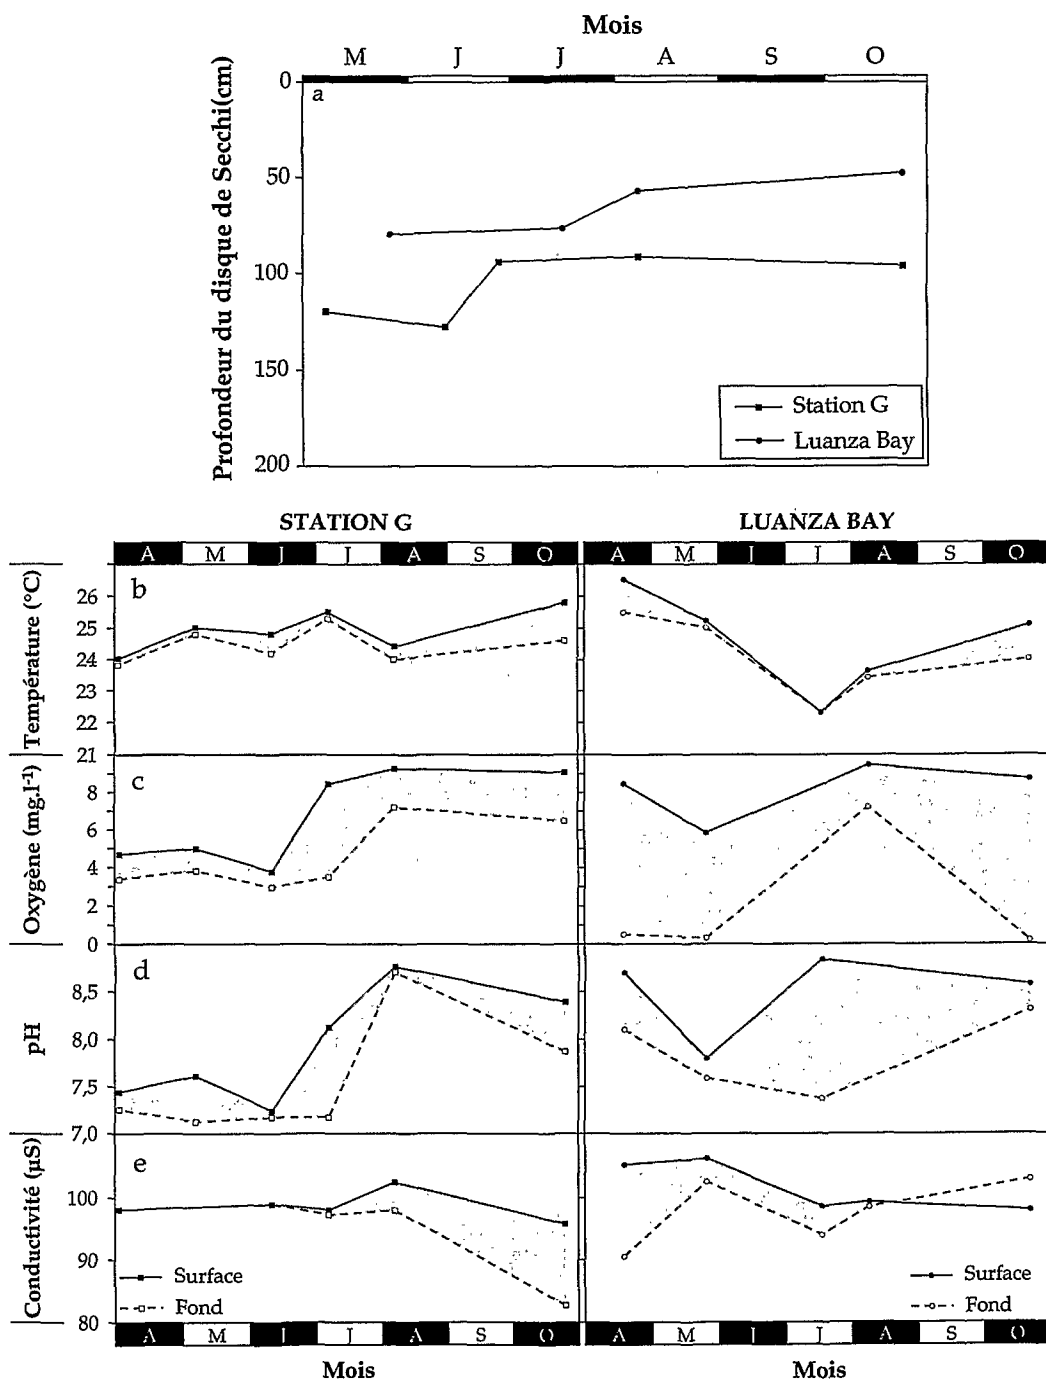 Mois
M J J A S O
a
Profondeur du disque de Secchi(cm)
0
50
100
150
200
Station G
Luanza Bay
STATION G
LUANZA BAY
A M J J A S O
A M J J A S O
b
Température (°C)
26
25
24
23
22
21
c
Oxygène (mg.l-1)
8
6
4
2
0
d
pH
8,5
8,0
7,5
7,0
e
Conductivité (µS)
100
90
80
Surface
Fond
Surface
Fond
A M J J A S O
A M J J A S O
Mois
Mois